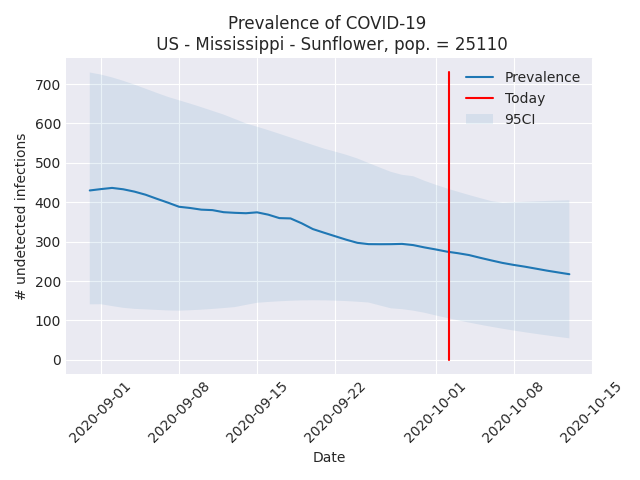 Prevalence of COVID-19
US - Mississippi - Sunflower, pop. = 25110
Prevalence
Today
95CI
# undetected infections
700
600
500
400
300
200
100
0
2020-09-01
2020-09-08
2020-09-15
2020-09-22
2020-10-01
2020-10-08
2020-10-15
Date